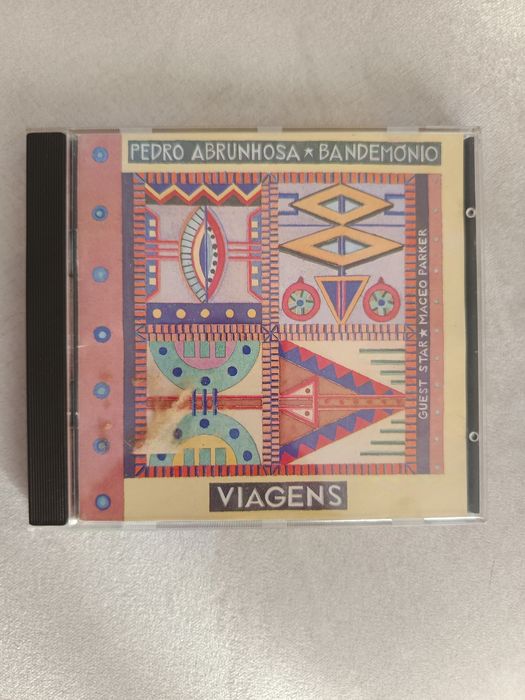 PEDRO ABRUNHOSA ★ BANDEMÓNIO
GUEST STAR ★ MACEO PARKER
VIAGENS